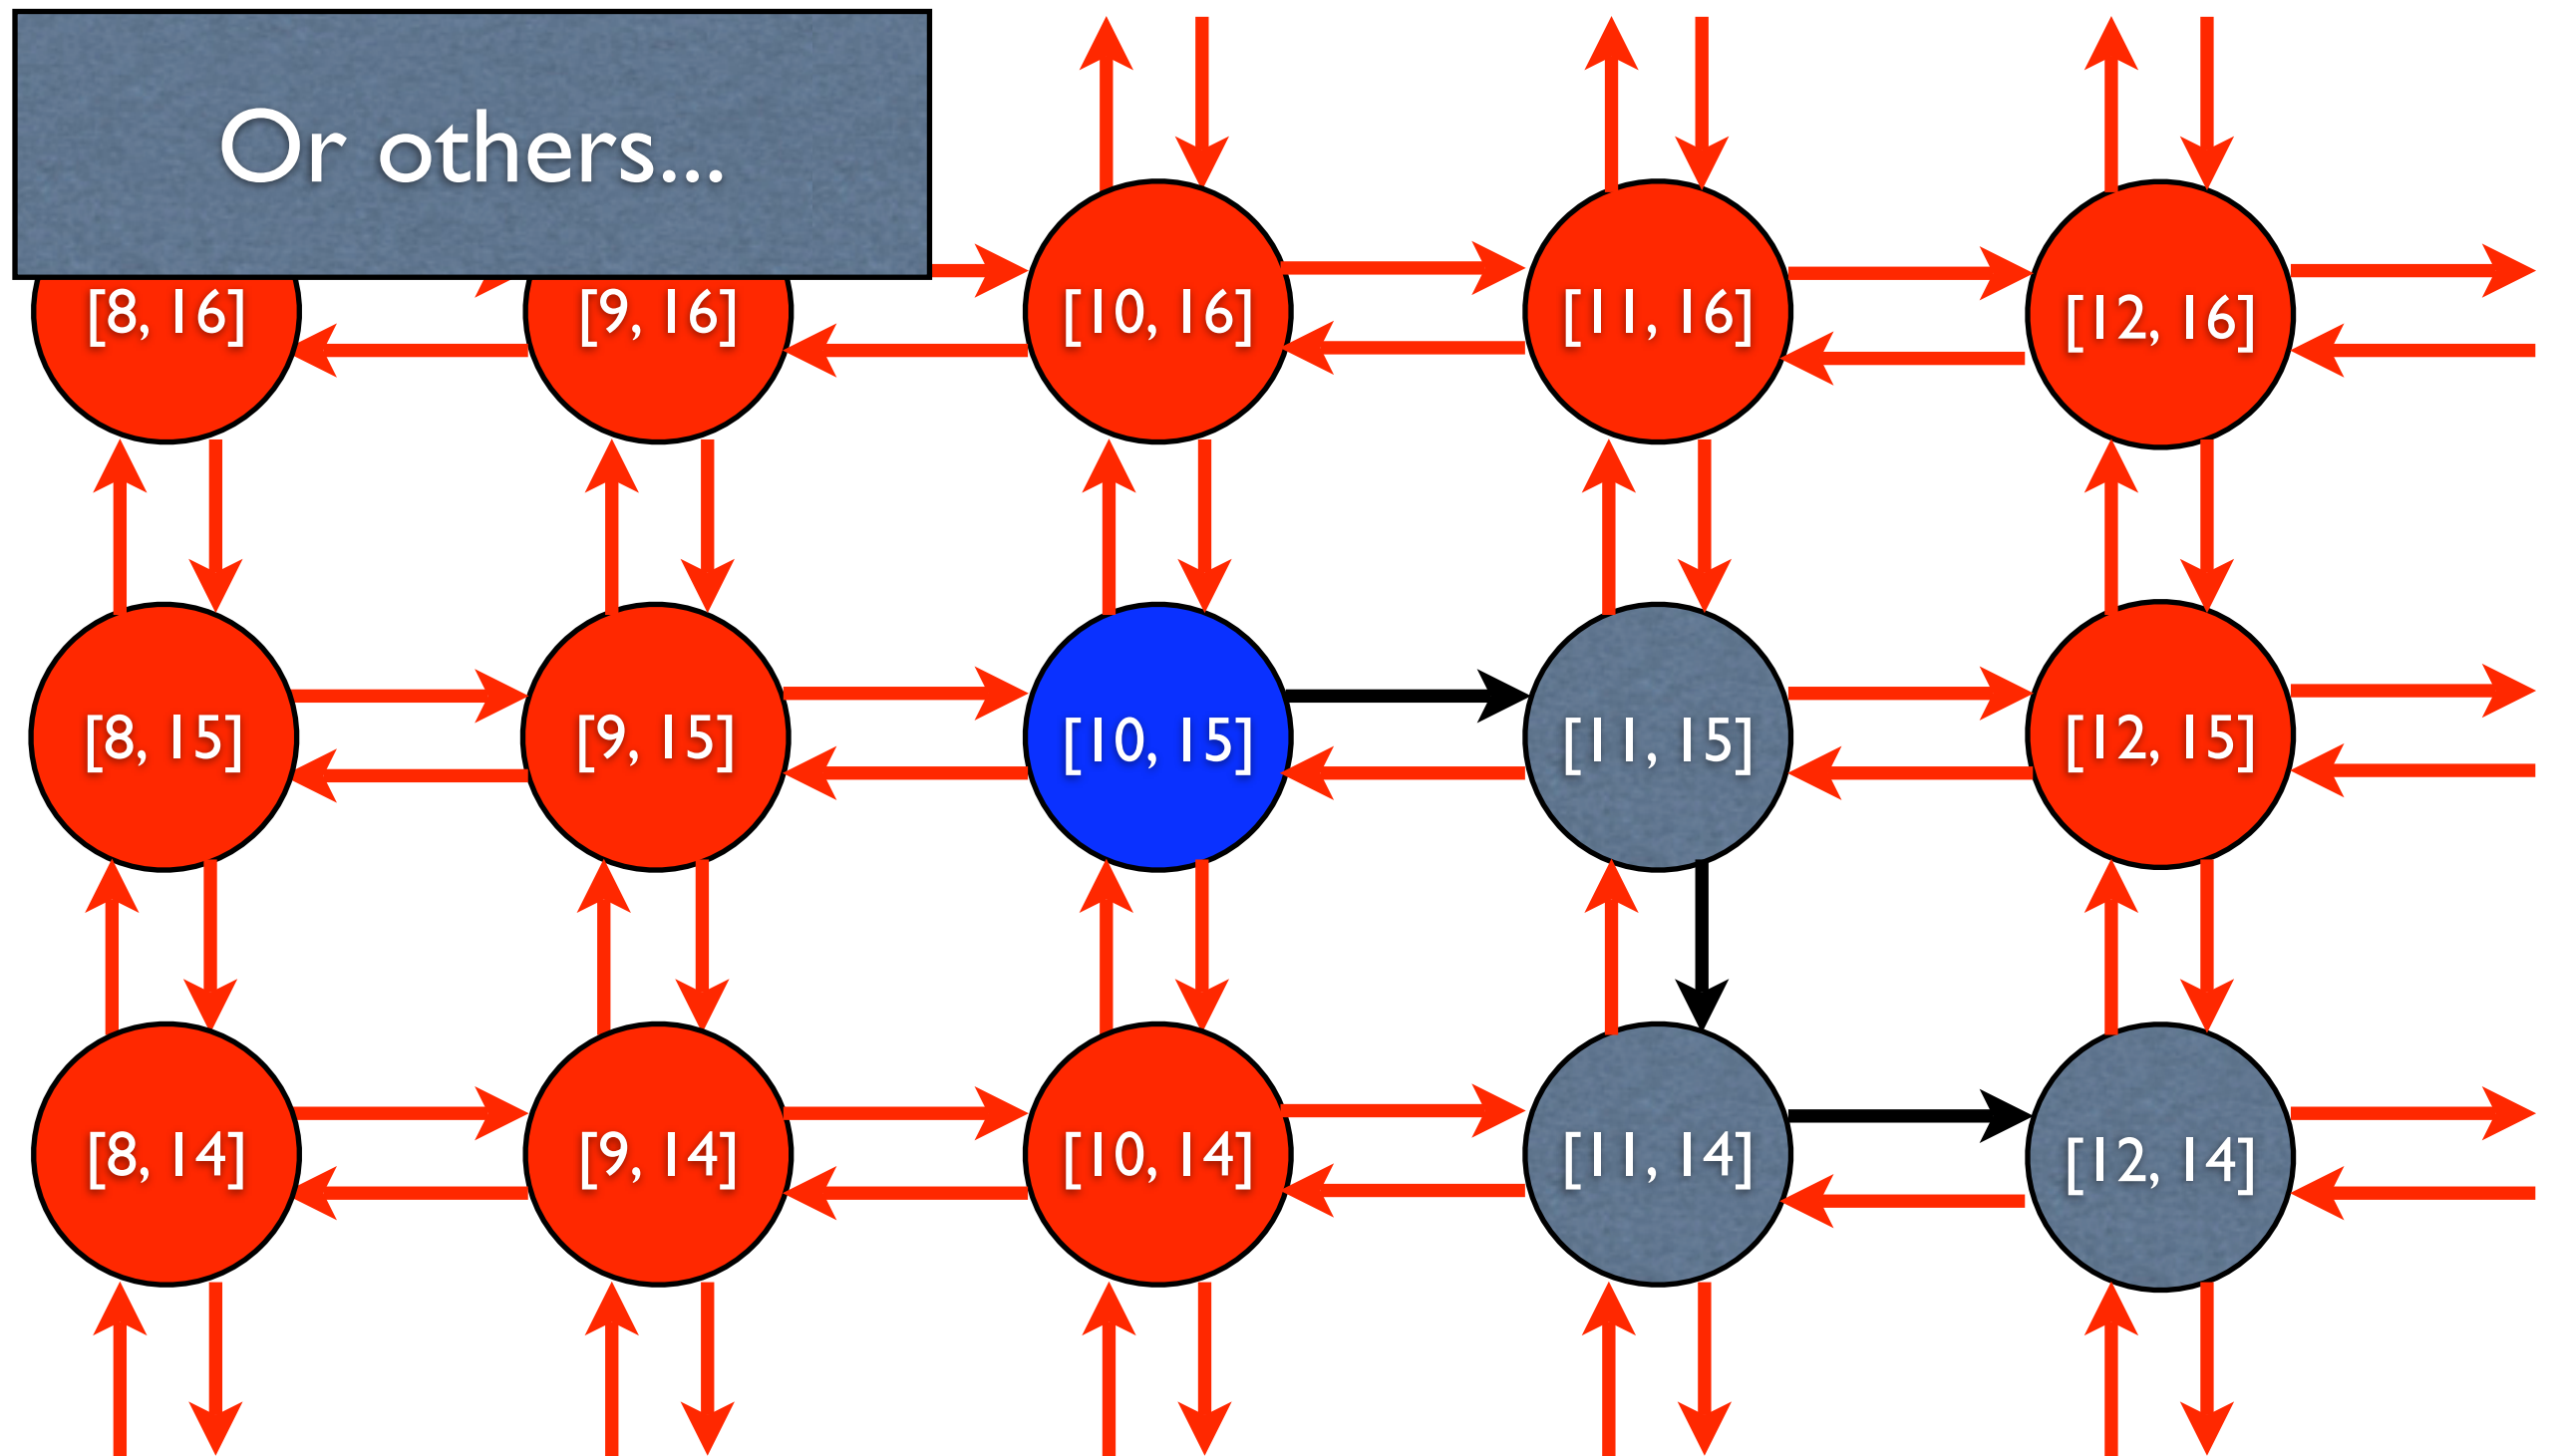 Or others...
[8, 16] [9, 16] [10, 16] [11, 16] [12, 16]
[8, 15] [9, 15] [10, 15] [11, 15] [12, 15]
[8, 14] [9, 14] [10, 14] [11, 14] [12, 14]